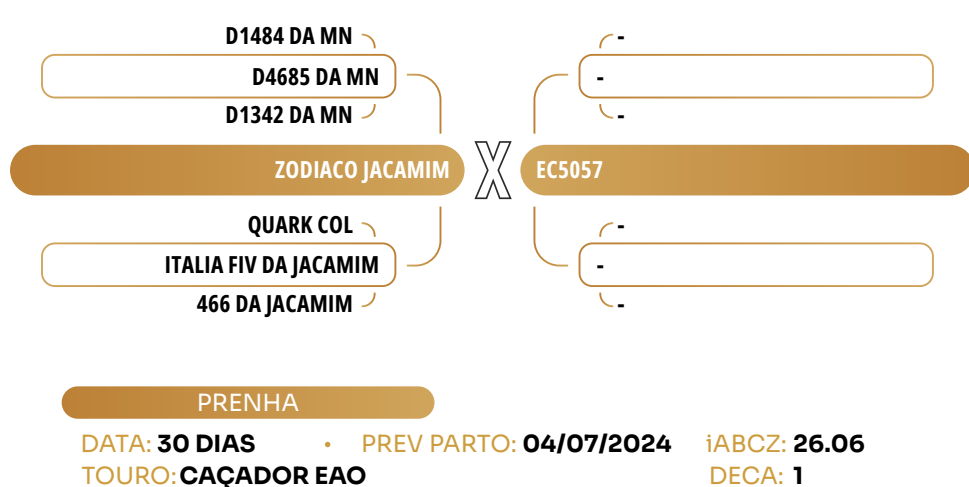 D1484 DA MN -
D4685 DA MN -
D1342 DA MN -
ZODIACO JACAMIM X EC5057
QUARK COL -
ITALIA FIV DA JACAMIM -
466 DA JACAMIM -
PRENHA
DATA: 30 DIAS • PREV PARTO: 04/07/2024 iABCZ: 26.06
TOURO: CAÇADOR EAO DECA: 1